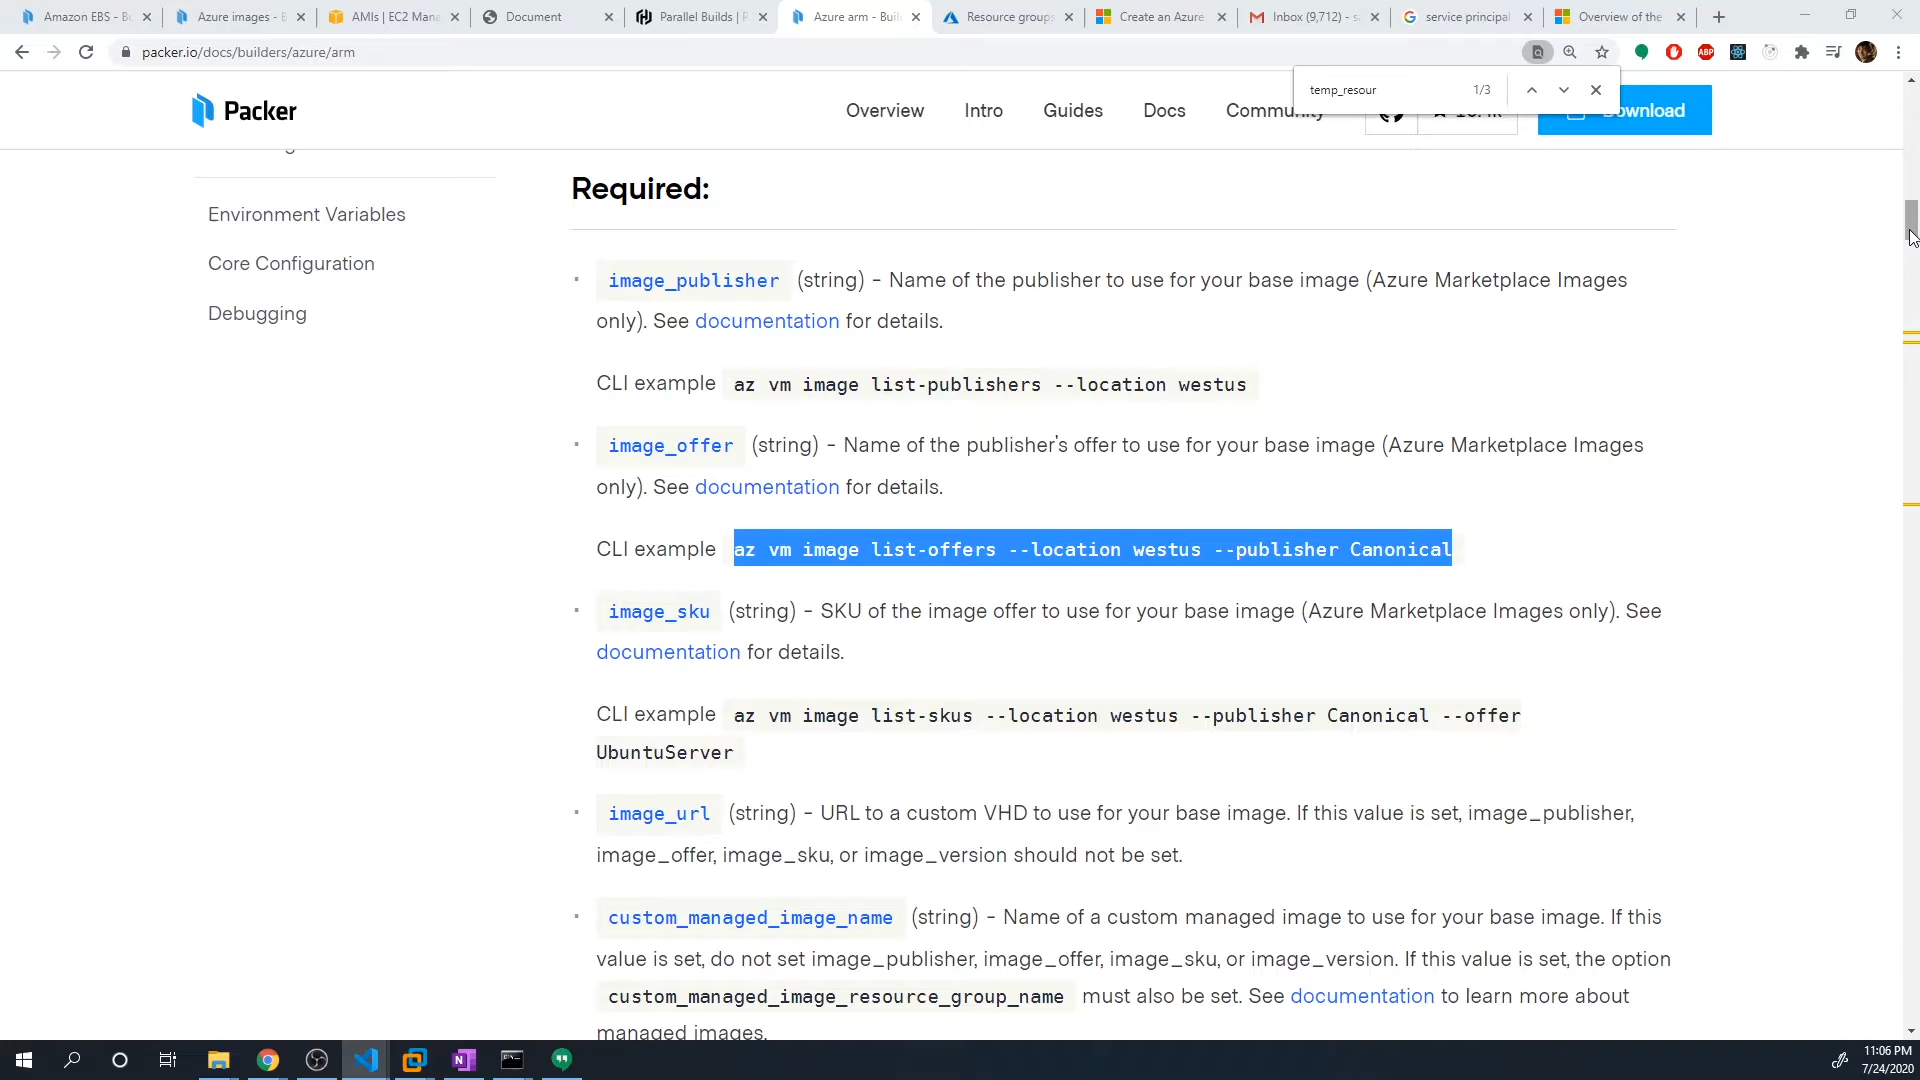 Amazon EBS - Bu
Azure images - B
AMIs | EC2 Mana
Document
Parallel Builds | P
Azure arm - Buil
Resource groups
Create an Azure
Inbox (9,712) - s
service principal
Overview of the
packer.io/docs/builders/azure/arm
temp_resour
1/3
Packer
Overview
Intro
Guides
Docs
Community
Download
Required:
Environment Variables
Core Configuration
Debugging
image_publisher (string) - Name of the publisher to use for your base image (Azure Marketplace Images
only). See documentation for details.
CLI example az vm image list-publishers --location westus
image_offer (string) - Name of the publisher's offer to use for your base image (Azure Marketplace Images
only). See documentation for details.
CLI example az vm image list-offers --location westus --publisher Canonical
image_sku (string) - SKU of the image offer to use for your base image (Azure Marketplace Images only). See
documentation for details.
CLI example az vm image list-skus --location westus --publisher Canonical --offer
UbuntuServer
image_url (string) - URL to a custom VHD to use for your base image. If this value is set, image_publisher,
image_offer, image_sku, or image_version should not be set.
custom_managed_image_name (string) - Name of a custom managed image to use for your base image. If this
value is set, do not set image_publisher, image_offer, image_sku, or image_version. If this value is set, the option
custom_managed_image_resource_group_name must also be set. See documentation to learn more about
managed images.
11:06 PM
7/24/2020